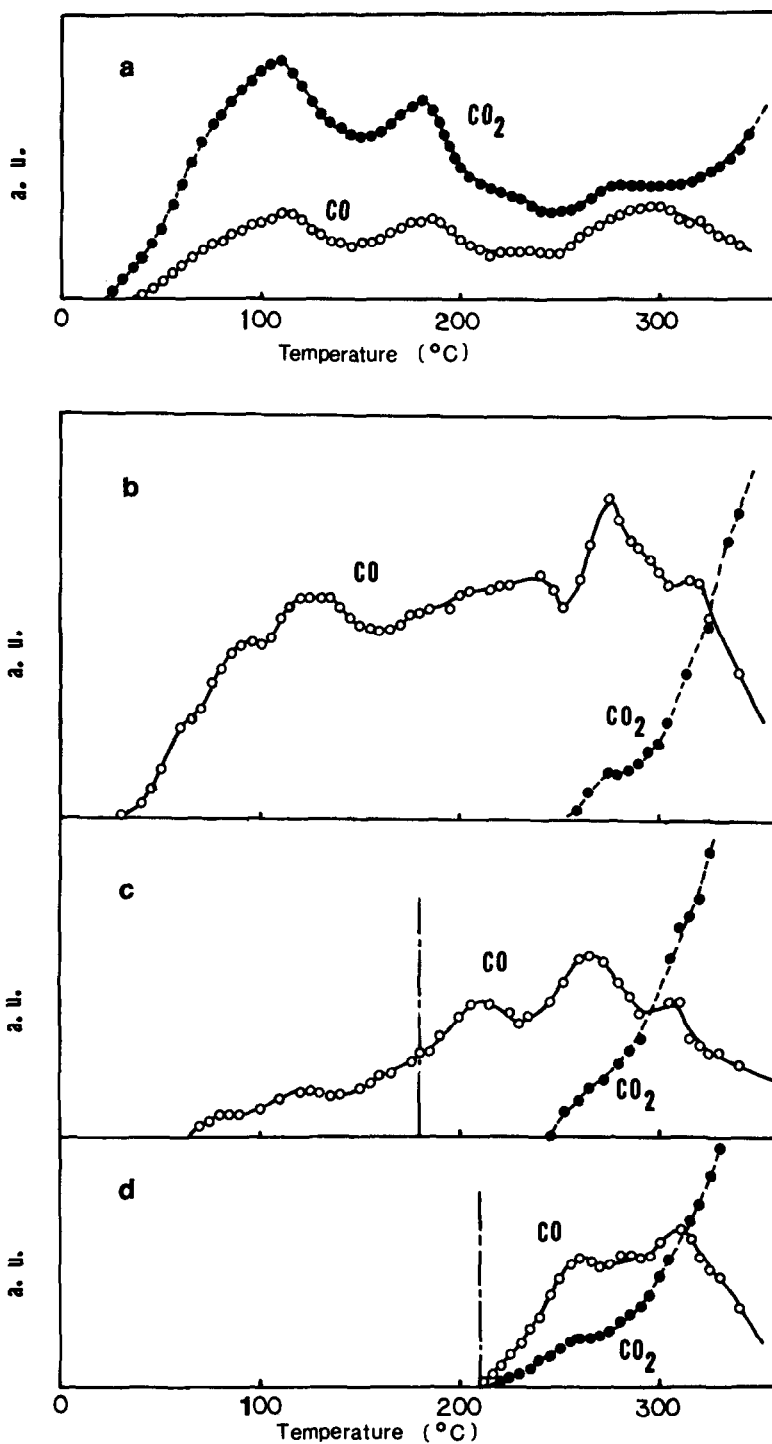 a
a. u.
CO₂
CO
0 100 200 300
Temperature (°C)
b
a. u.
CO
CO₂
c
a. u.
CO
CO₂
d
a. u.
CO
CO₂
0 100 200 300
Temperature (°C)